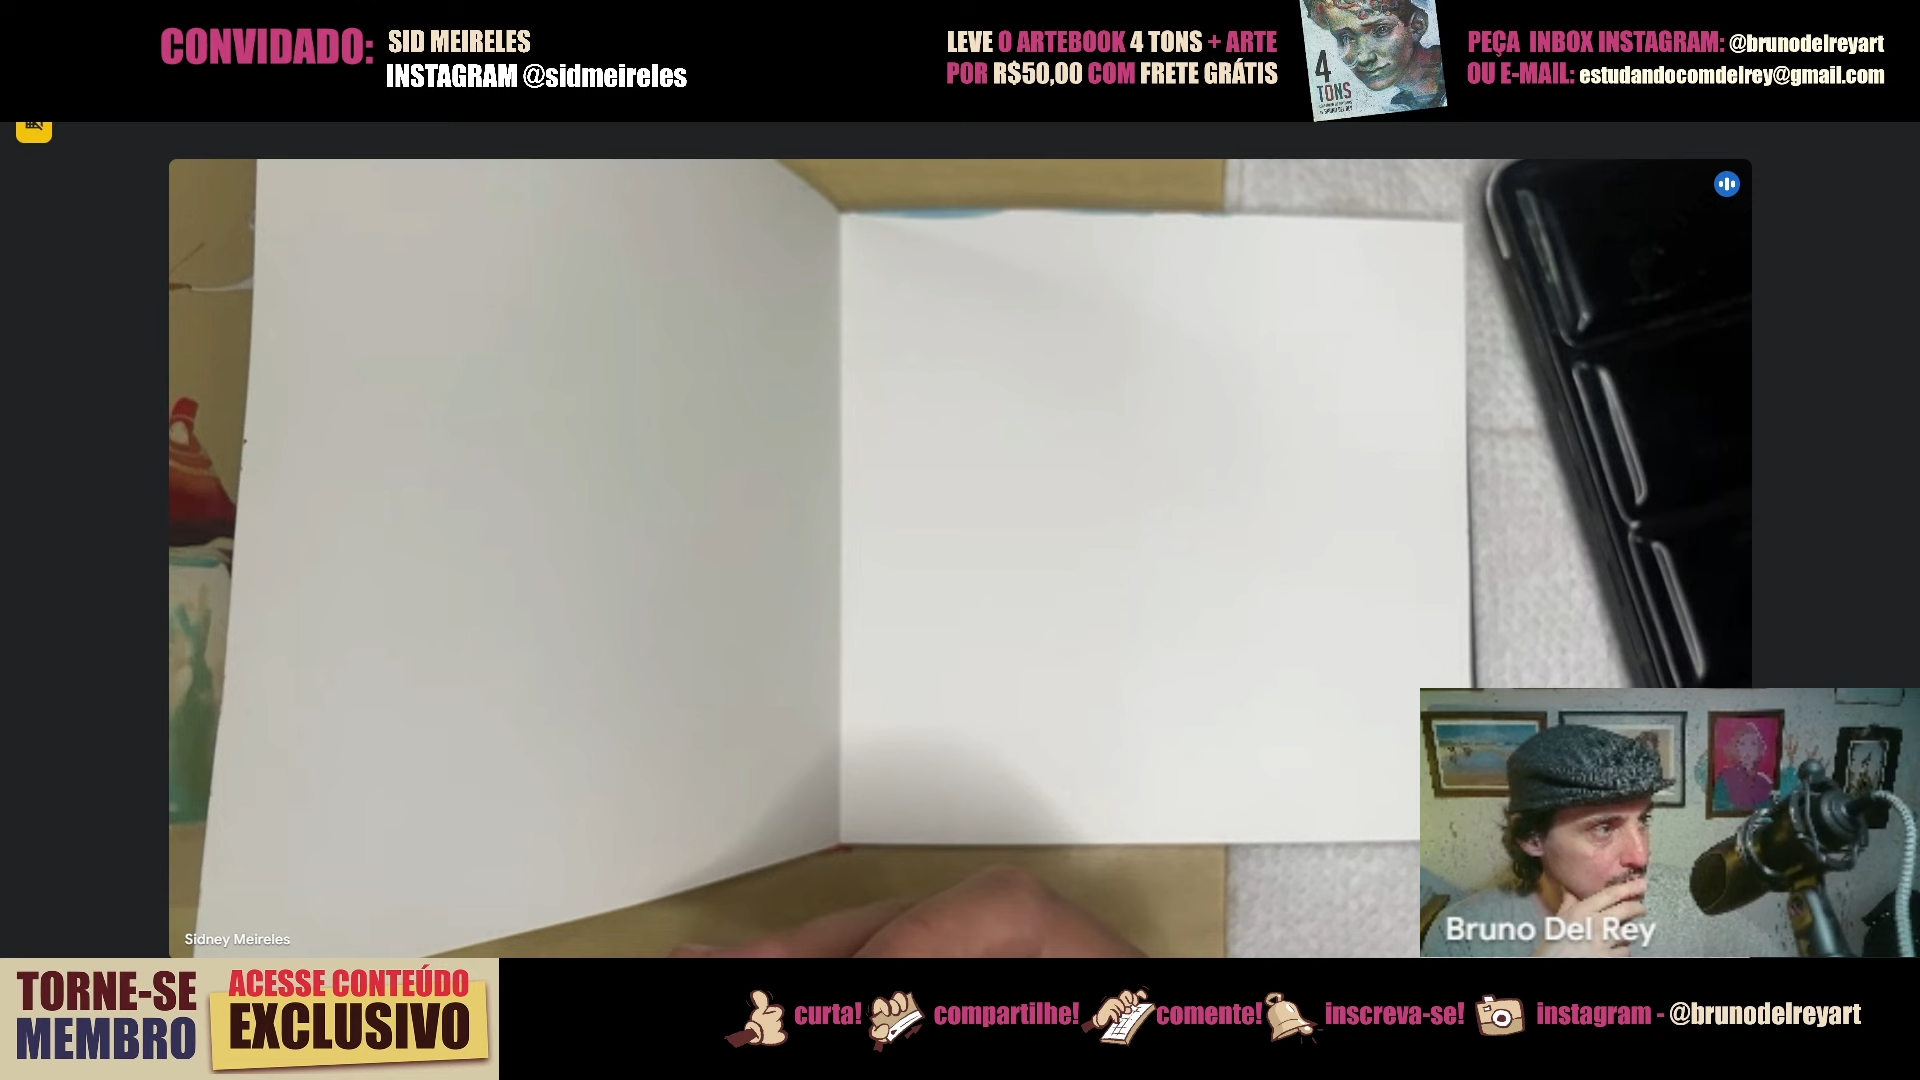 CONVIDADO: SID MEIRELES
INSTAGRAM @sidmeireles
LEVE O ARTEBOOK 4 TONS + ARTE
POR R$50,00 COM FRETE GRÁTIS
4
TONS
PEÇA INBOX INSTAGRAM: @brunodelreyart
OU E-MAIL: estudandocomdelrey@gmail.com
Sidney Meireles
Bruno Del Rey
TORNE-SE
MEMBRO
ACESSE CONTEÚDO
EXCLUSIVO
curta! compartilhe! comente! inscreva-se! instagram - @brunodelreyart